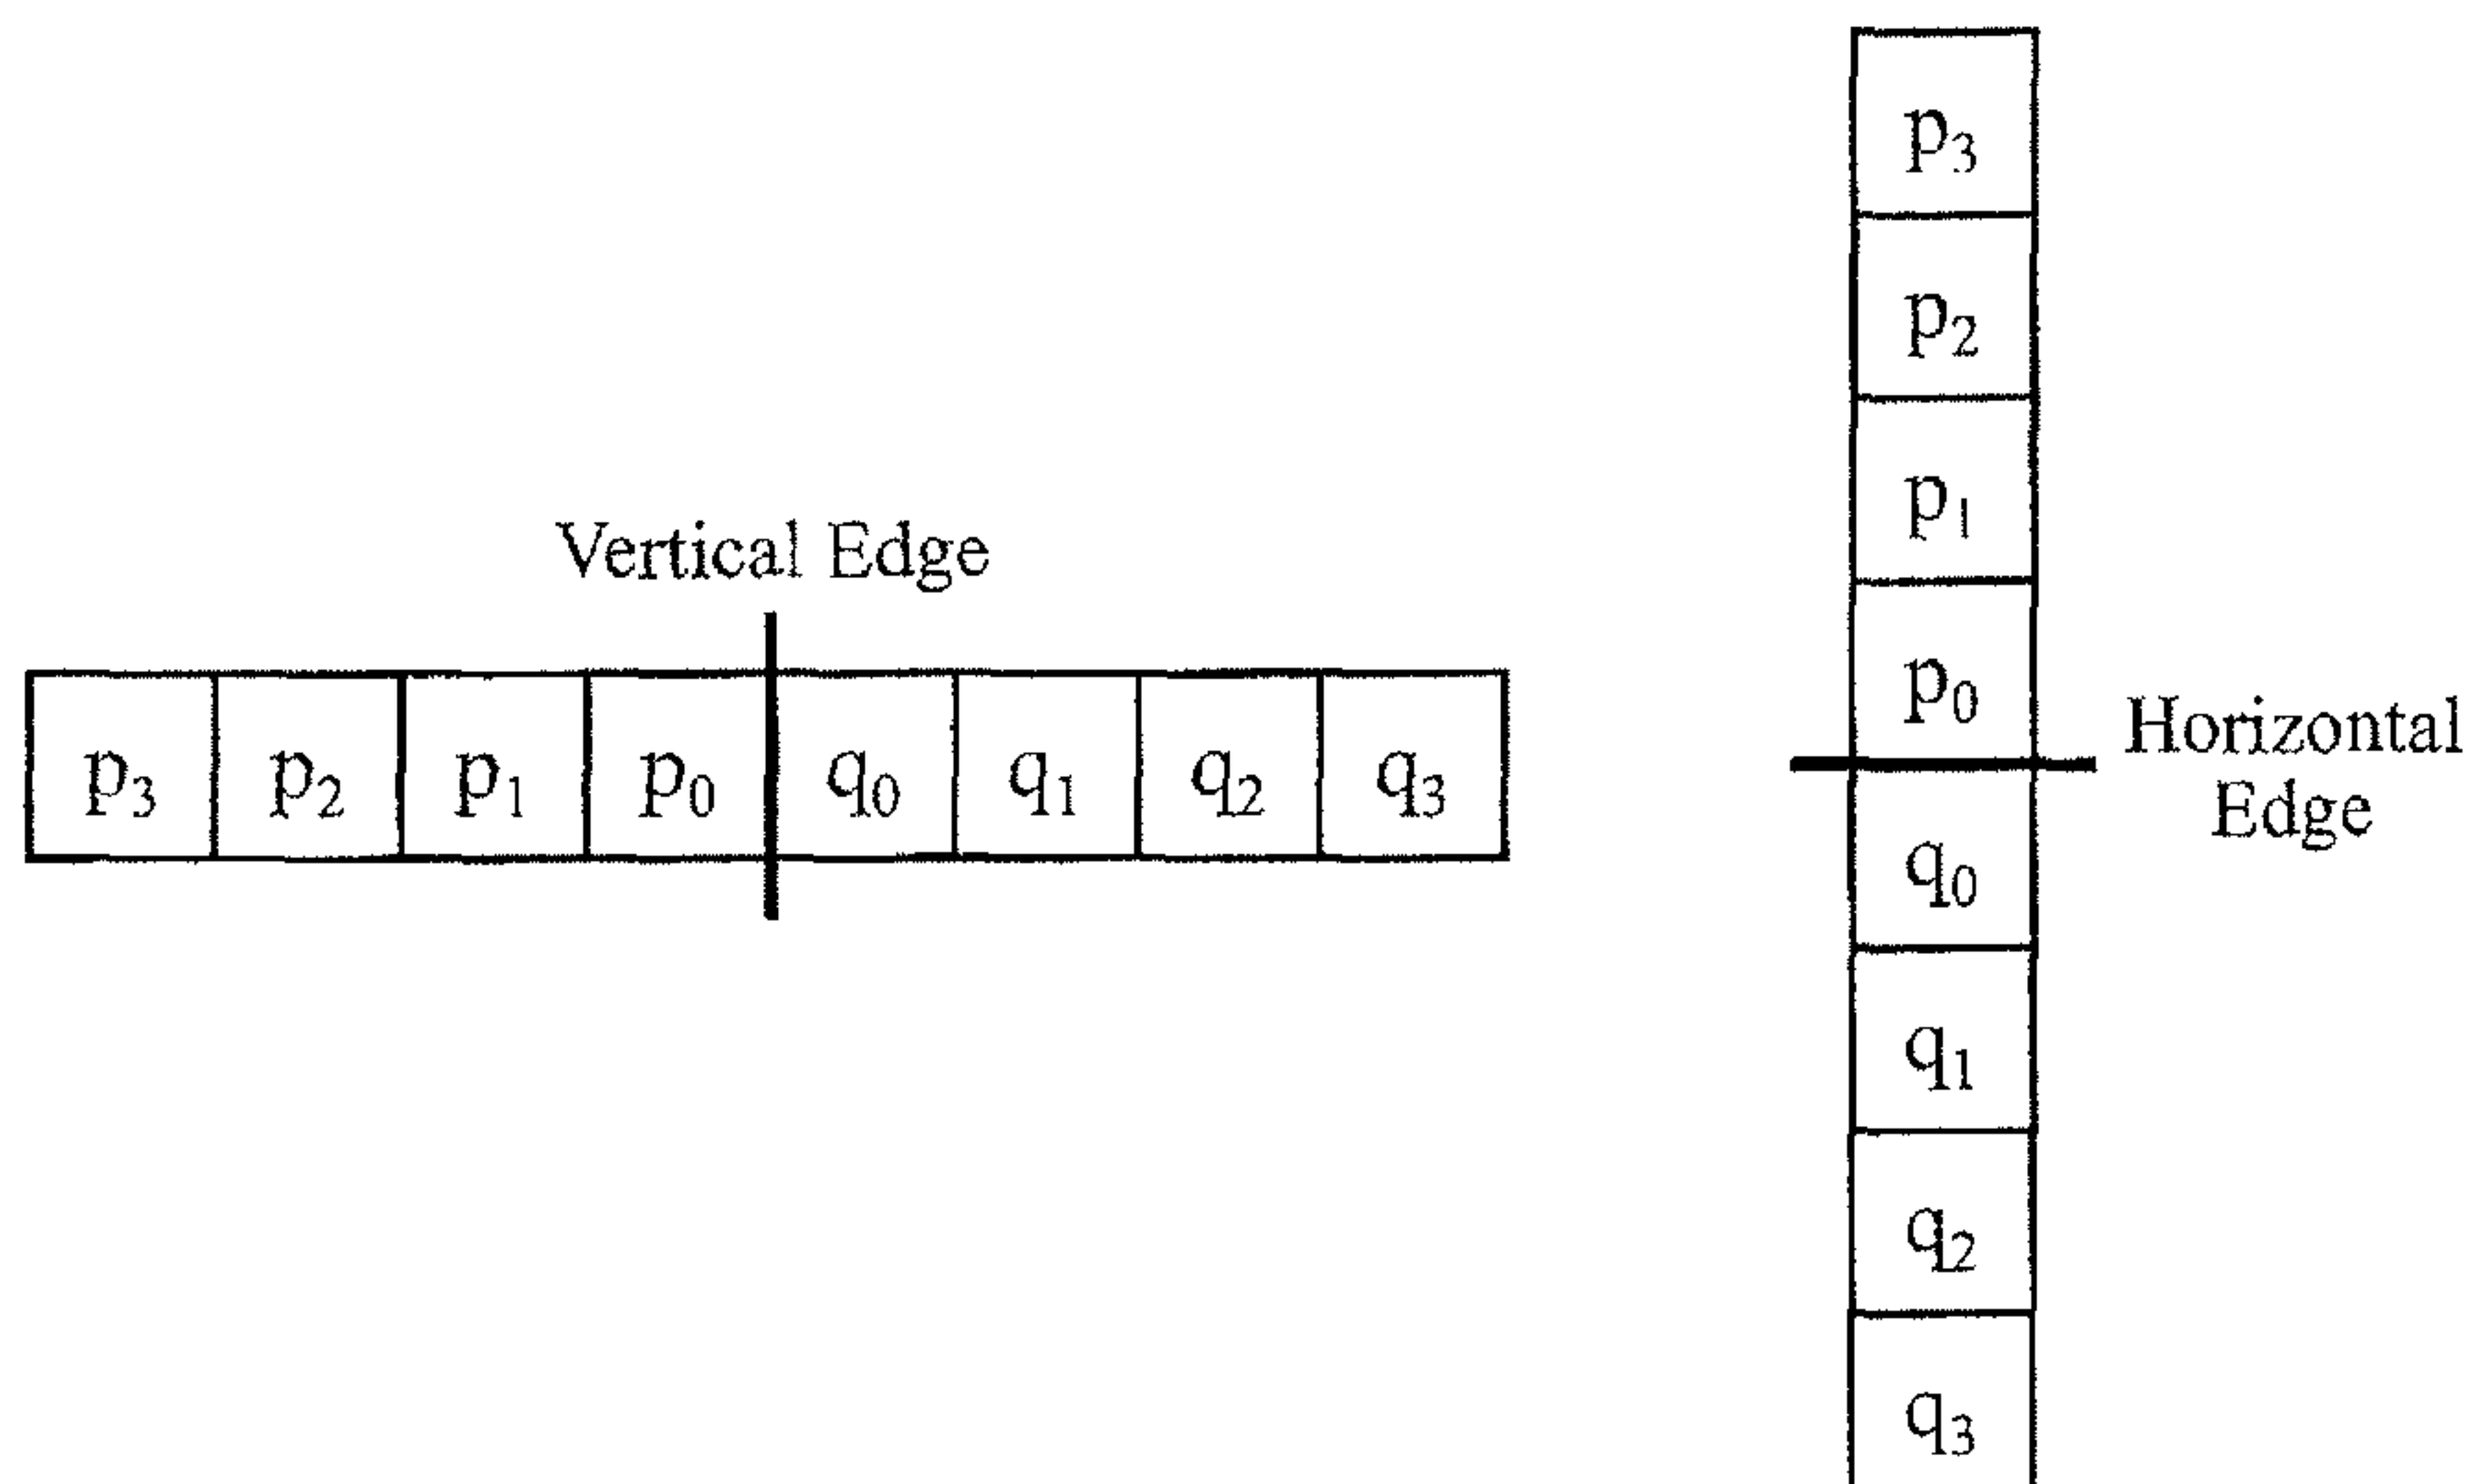 Vertical Edge
p₃ p₂ p₁ p₀ q₀ q₁ q₂ q₃
p₃
p₂
p₁
p₀
Horizontal
Edge
q₀
q₁
q₂
q₃